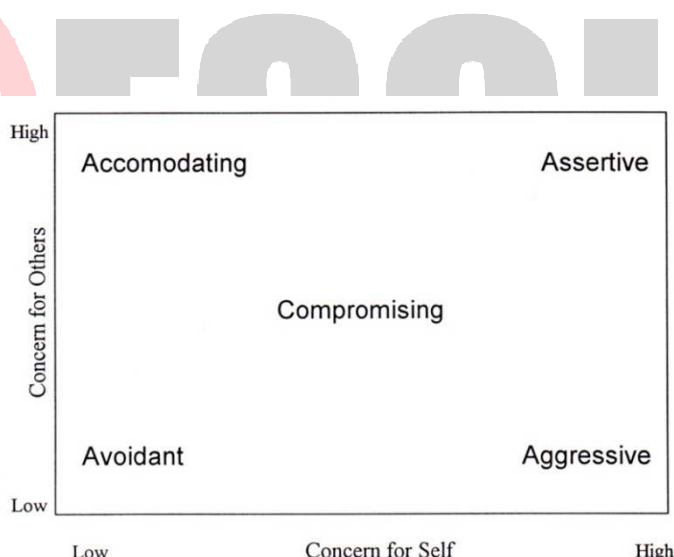 High
Accomodating Assertive
Concern for Others
Compromising
Avoidant Aggressive
Low
Low Concern for Self High